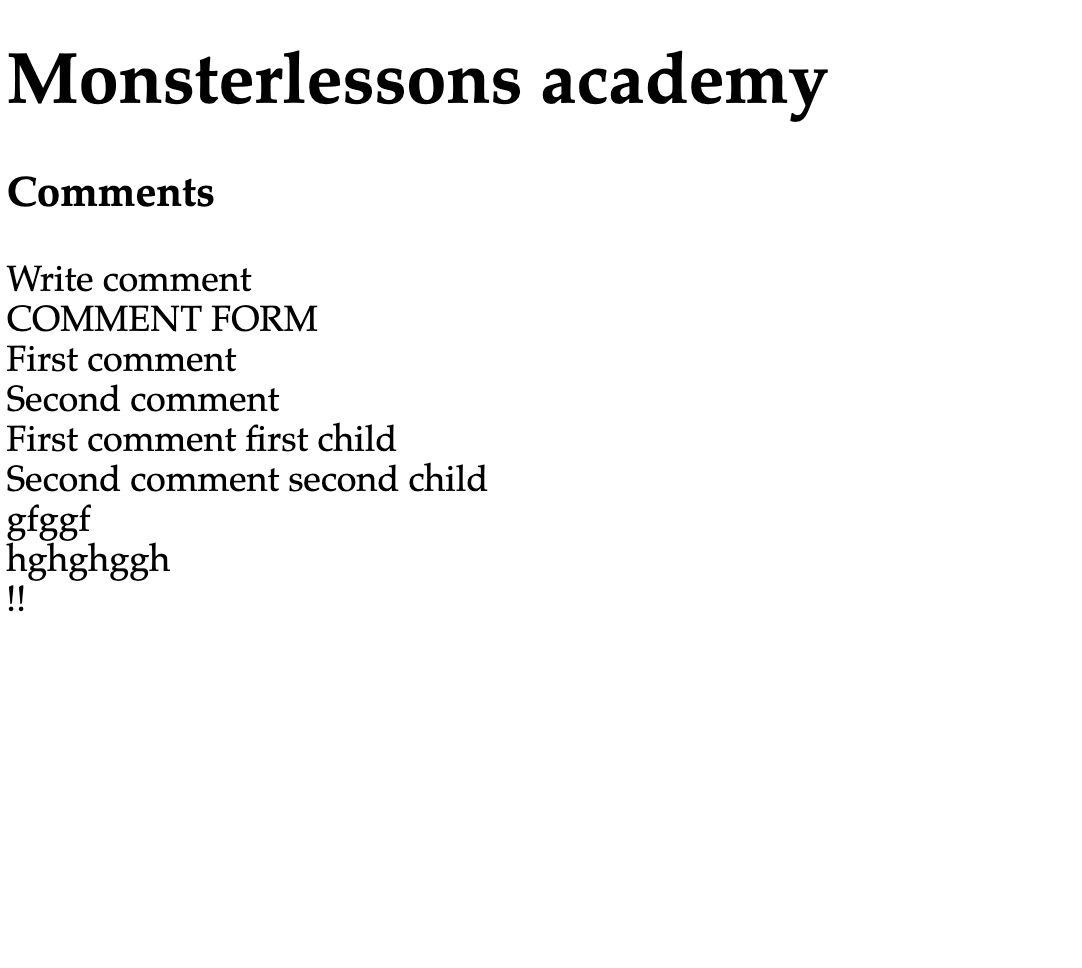 Monsterlessons academy
Comments
Write comment
COMMENT FORM
First comment
Second comment
First comment first child
Second comment second child
gfggf
hghghggh
!!